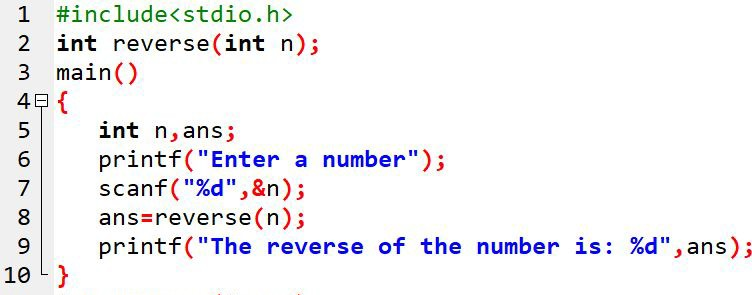 1 #include<stdio.h>
2 int reverse(int n);
3 main()
4 {
5 int n,ans;
6 printf("Enter a number");
7 scanf("%d",&n);
8 ans=reverse(n);
9 printf("The reverse of the number is: %d",ans);
10 }